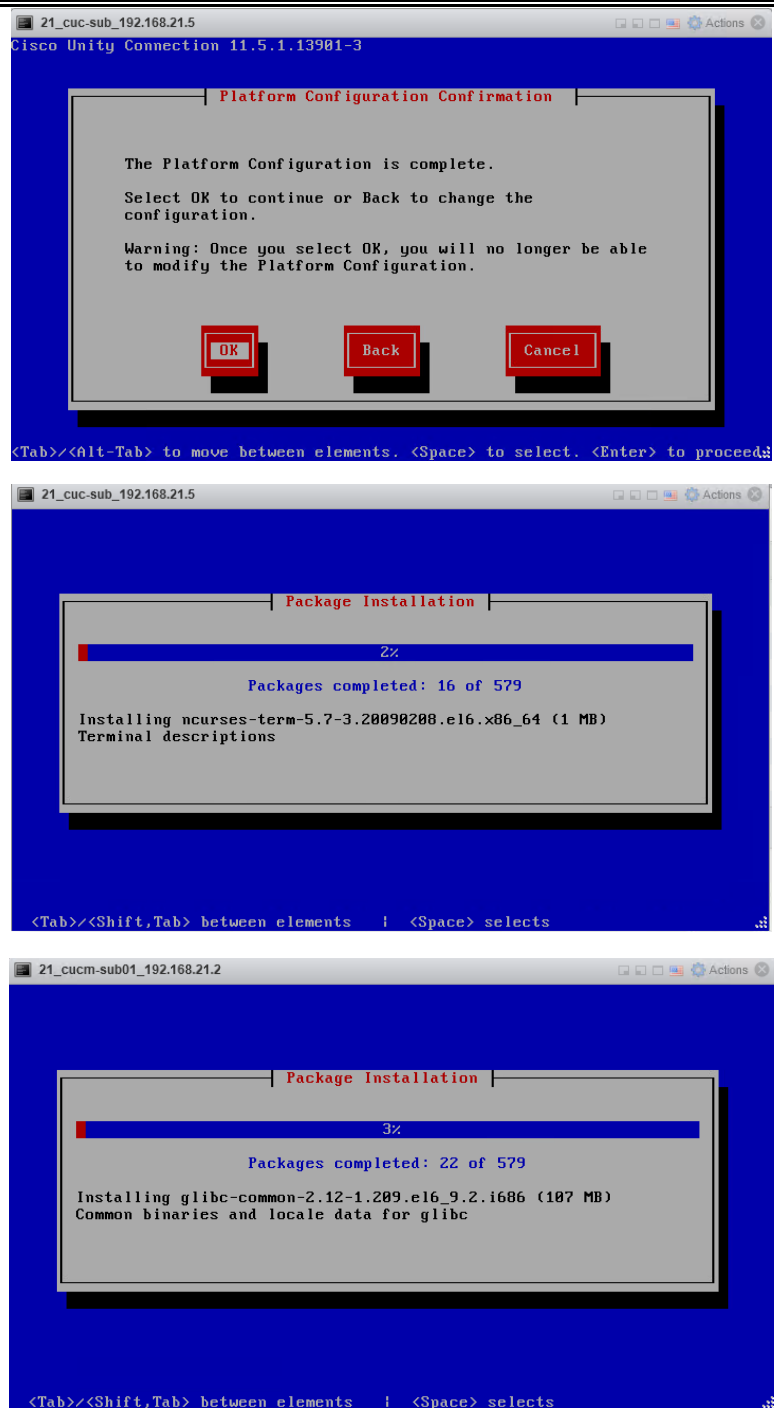 21_cuc-sub_192.168.21.5
Actions
Cisco Unity Connection 11.5.1.13901-3
Platform Configuration Confirmation
The Platform Configuration is complete.
Select OK to continue or Back to change the
configuration.
Warning: Once you select OK, you will no longer be able
to modify the Platform Configuration.
OK Back Cancel
<Tab>/<Alt-Tab> to move between elements. <Space> to select. <Enter> to proceed.
21_cuc-sub_192.168.21.5
Actions
Package Installation
2%
Packages completed: 16 of 579
Installing ncurses-term-5.7-3.20090208.el6.x86_64 (1 MB)
Terminal descriptions
<Tab>/<Shift,Tab> between elements | <Space> selects
21_cucm-sub01_192.168.21.2
Actions
Package Installation
3%
Packages completed: 22 of 579
Installing glibc-common-2.12-1.209.el6_9.2.i686 (107 MB)
Common binaries and locale data for glibc
<Tab>/<Shift,Tab> between elements | <Space> selects